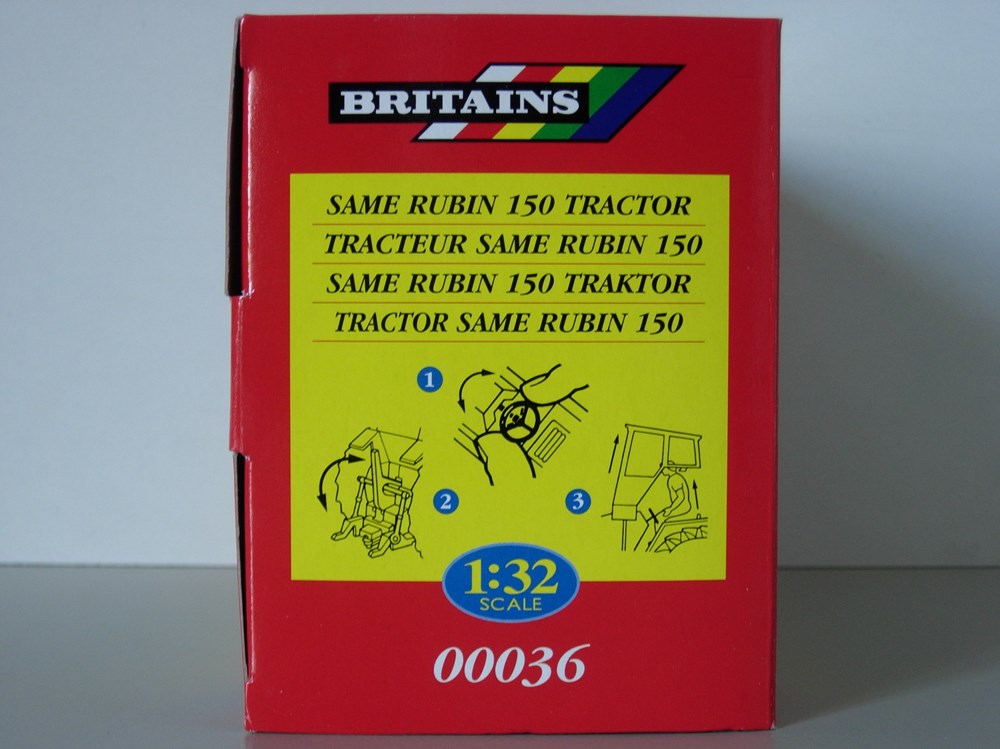 BRITAINS
SAME RUBIN 150 TRACTOR
TRACTEUR SAME RUBIN 150
SAME RUBIN 150 TRAKTOR
TRACTOR SAME RUBIN 150
1
2
3
1:32
SCALE
00036